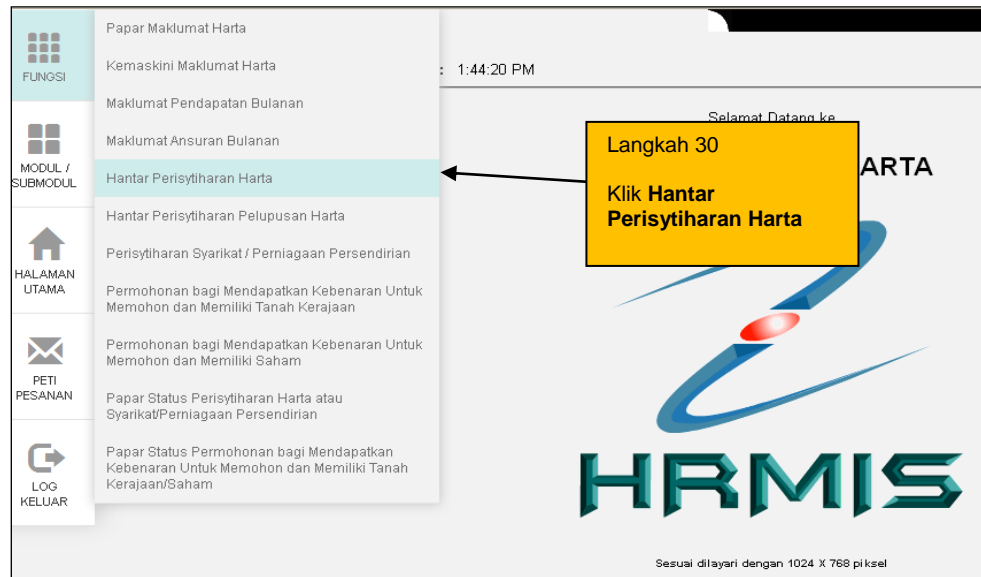 FUNGSI
MODUL /
SUBMODUL
HALAMAN
UTAMA
PETI
PESANAN
LOG
KELUAR
Papar Maklumat Harta
Kemaskini Maklumat Harta
Maklumat Pendapatan Bulanan
Maklumat Ansuran Bulanan
Hantar Perisytiharan Harta
Hantar Perisytiharan Pelupusan Harta
Perisytiharan Syarikat / Perniagaan Persendirian
Permohonan bagi Mendapatkan Kebenaran Untuk
Memohon dan Memiliki Tanah Kerajaan
Permohonan bagi Mendapatkan Kebenaran Untuk
Memohon dan Memiliki Saham
Papar Status Perisytiharan Harta atau
Syarikat/Perniagaan Persendirian
Papar Status Permohonan bagi Mendapatkan
Kebenaran Untuk Memohon dan Memiliki Tanah
Kerajaan/Saham
: 1:44:20 PM
Selamat Datang ke
ARTA
Langkah 30
Klik Hantar
Perisytiharan Harta
HRMIS
Sesuai dilayari dengan 1024 X 768 piksel